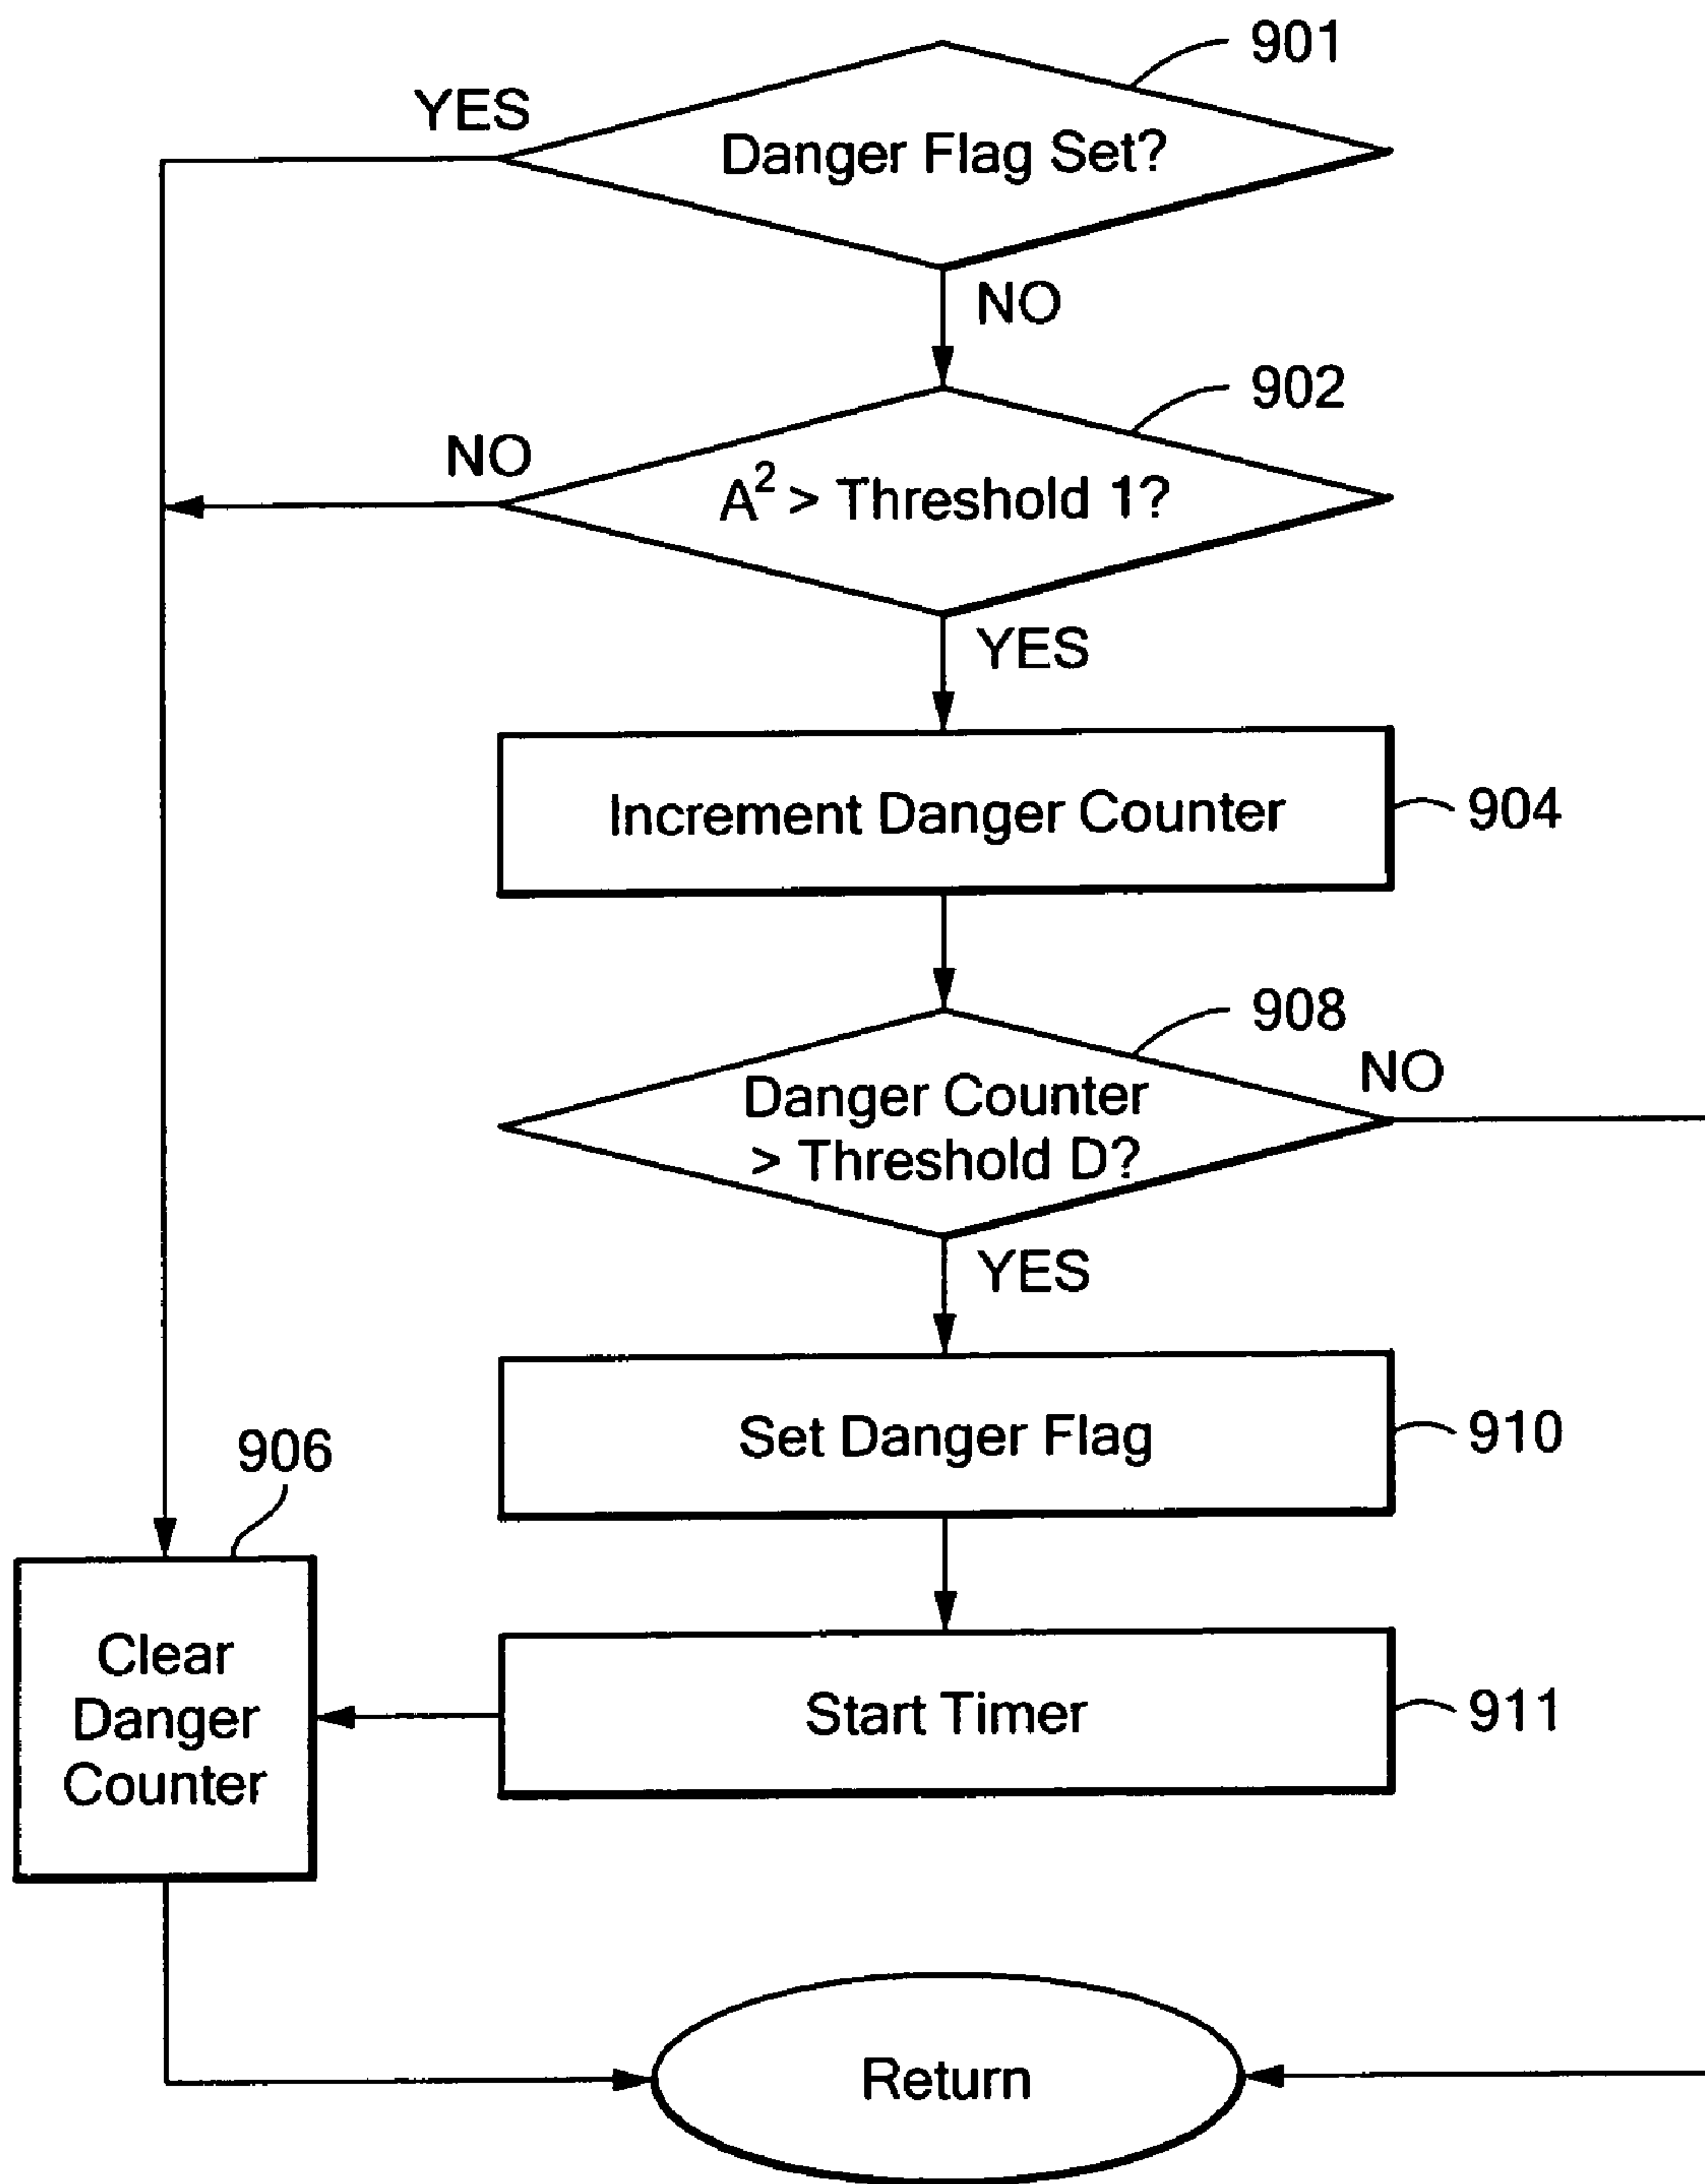 901
YES
Danger Flag Set?
NO
902
NO
A² > Threshold 1?
YES
Increment Danger Counter
904
908
NO
Danger Counter
> Threshold D?
YES
Set Danger Flag
910
906
Clear
Danger
Counter
Start Timer
911
Return